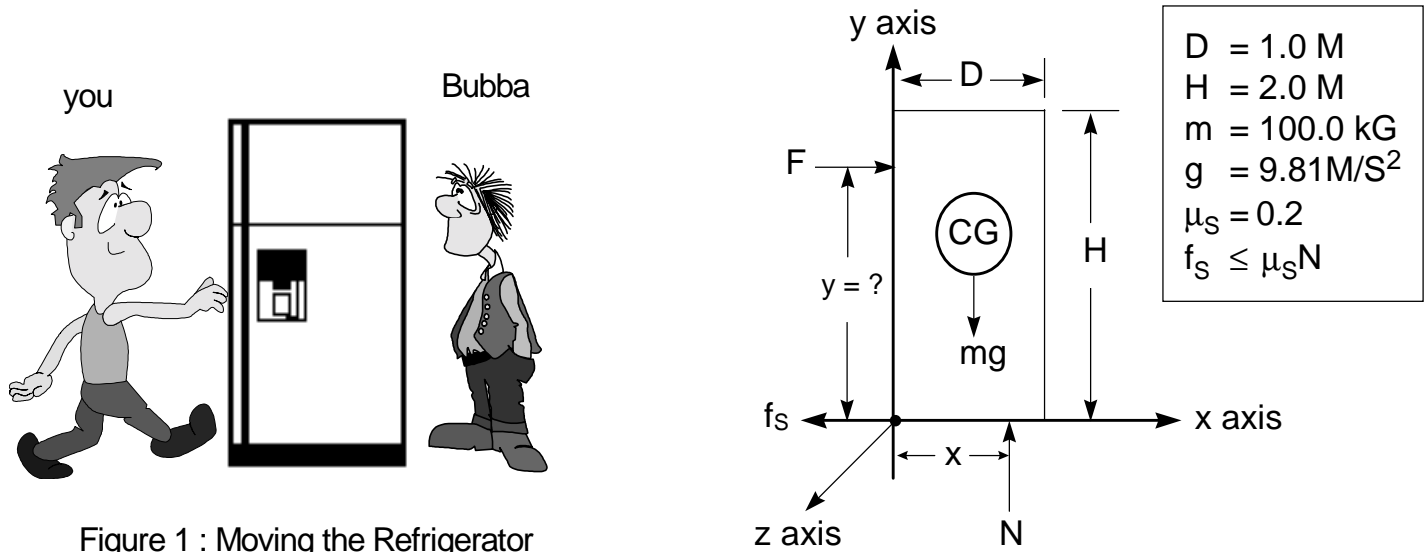 you
Bubba
Figure 1 : Moving the Refrigerator
y axis
D
F
CG
H
y = ?
mg
fS
x axis
x
z axis
N
D = 1.0 M
H = 2.0 M
m = 100.0 kG
g = 9.81M/S²
μS = 0.2
fS ≤ μSN